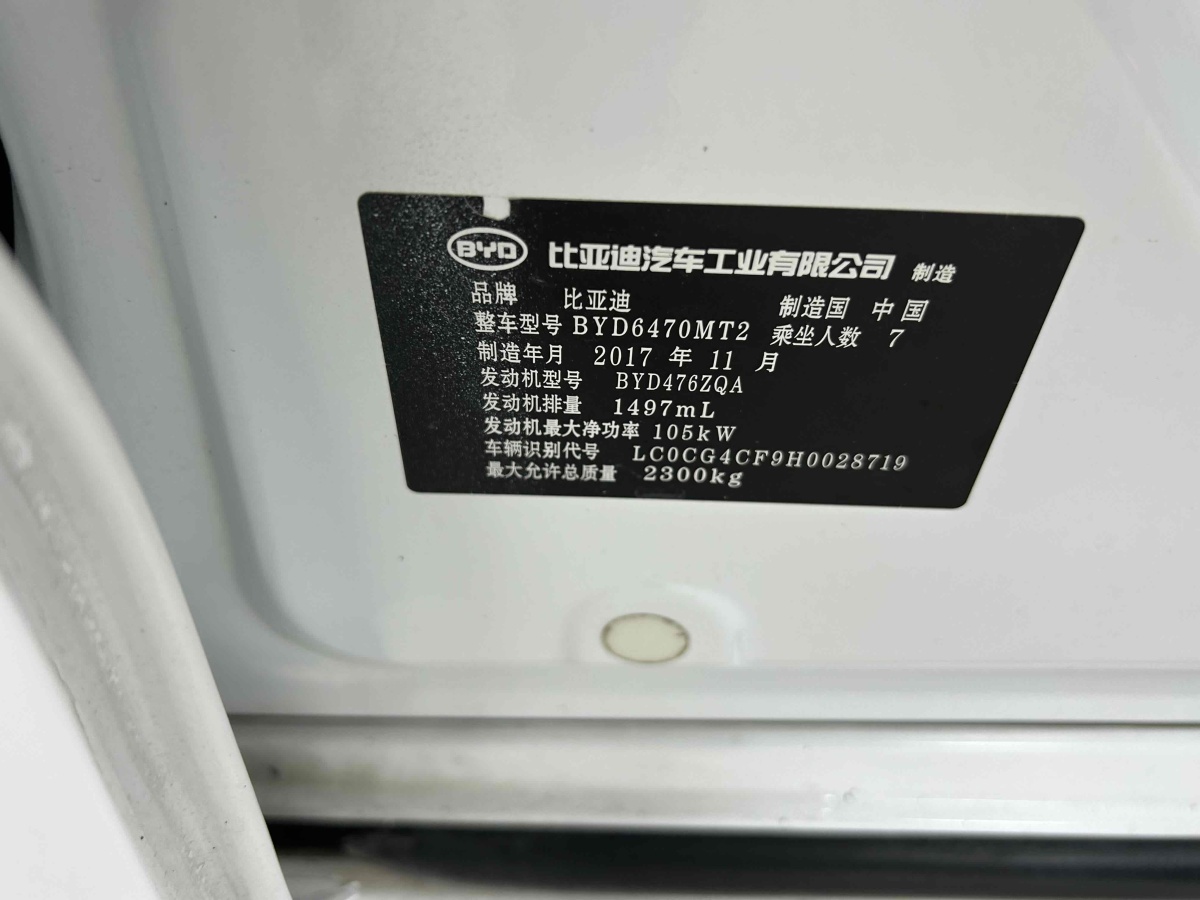 BYD 比亚迪汽车工业有限公司 制造
品牌 比亚迪 制造国 中国
整车型号 BYD6470MT2 乘坐人数 7
制造年月 2017 年 11 月
发动机型号 BYD476ZQA
发动机排量 1497mL
发动机最大净功率 105kW
车辆识别代号 LC0CG4CF9H0028719
最大允许总质量 2300kg